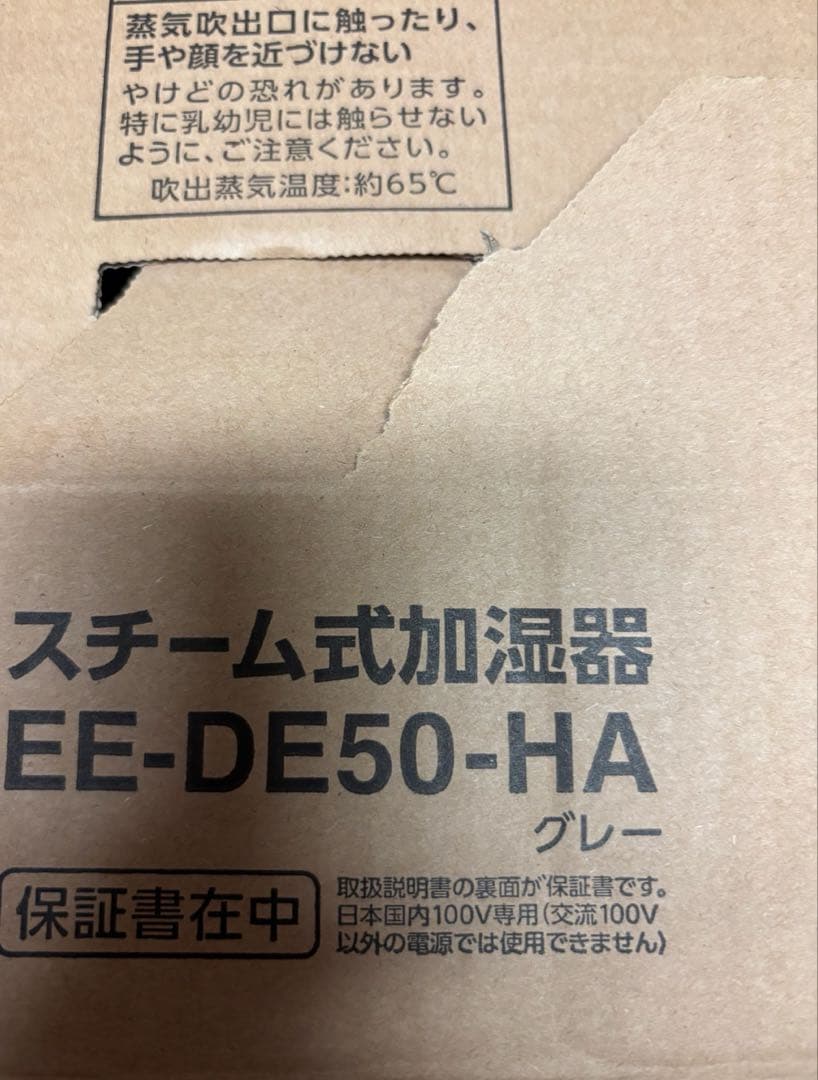 蒸気吹出口に触ったり、
手や顔を近づけない
やけどの恐れがあります。
特に乳幼児には触らせない
ように、ご注意ください。
吹出蒸気温度:約65℃
スチーム式加湿器
EE-DE50-HA
グレー
保証書在中
取扱説明書の裏面が保証書です。
日本国内100V専用(交流100V
以外の電源では使用できません)